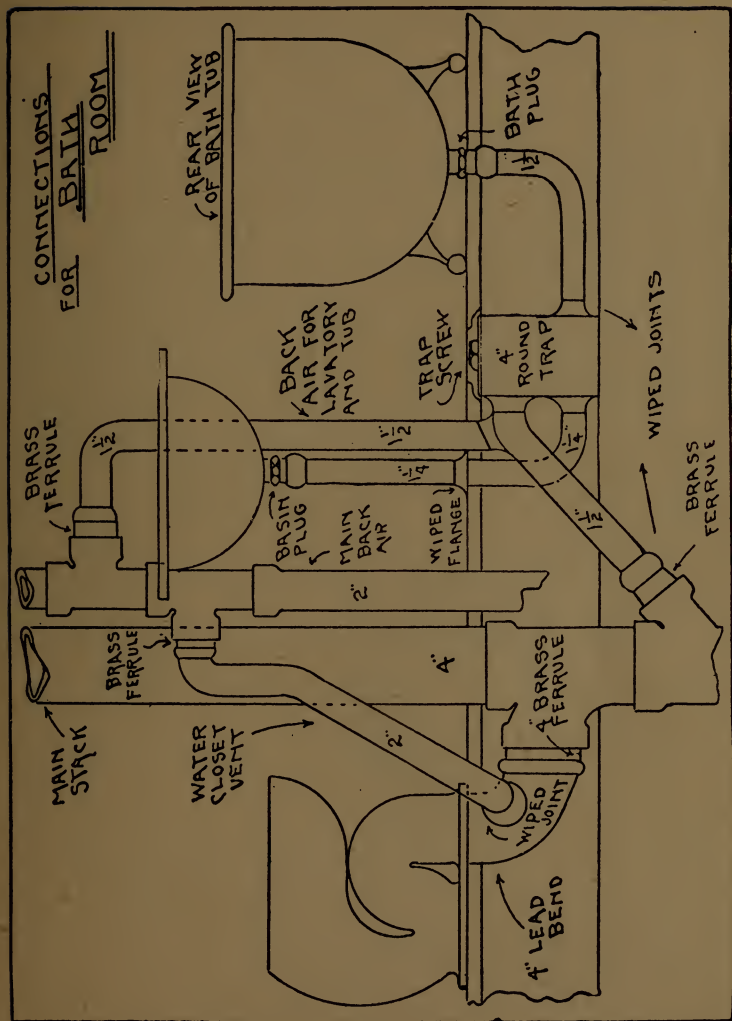 CONNECTIONS
FOR BATH
ROOM
REAR VIEW
OF BATH TUB
BATH
PLUG
1½"
BACK
AIR FOR
LAVATORY
AND TUB
TRAP
SCREW
4"
ROUND
TRAP
WIPED JOINTS
BRASS
FERRULE
1½"
1½"
1¼"
1¼"
BASIN
PLUG
MAIN
BACK
AIR
WIPED
FLANGE
1½"
BRASS
FERRULE
2"
BRASS
FERRULE
4"
4" BRASS
FERRULE
MAIN
STACK
WATER
CLOSET
VENT
2"
WIPED
JOINT
4" LEAD
BEND